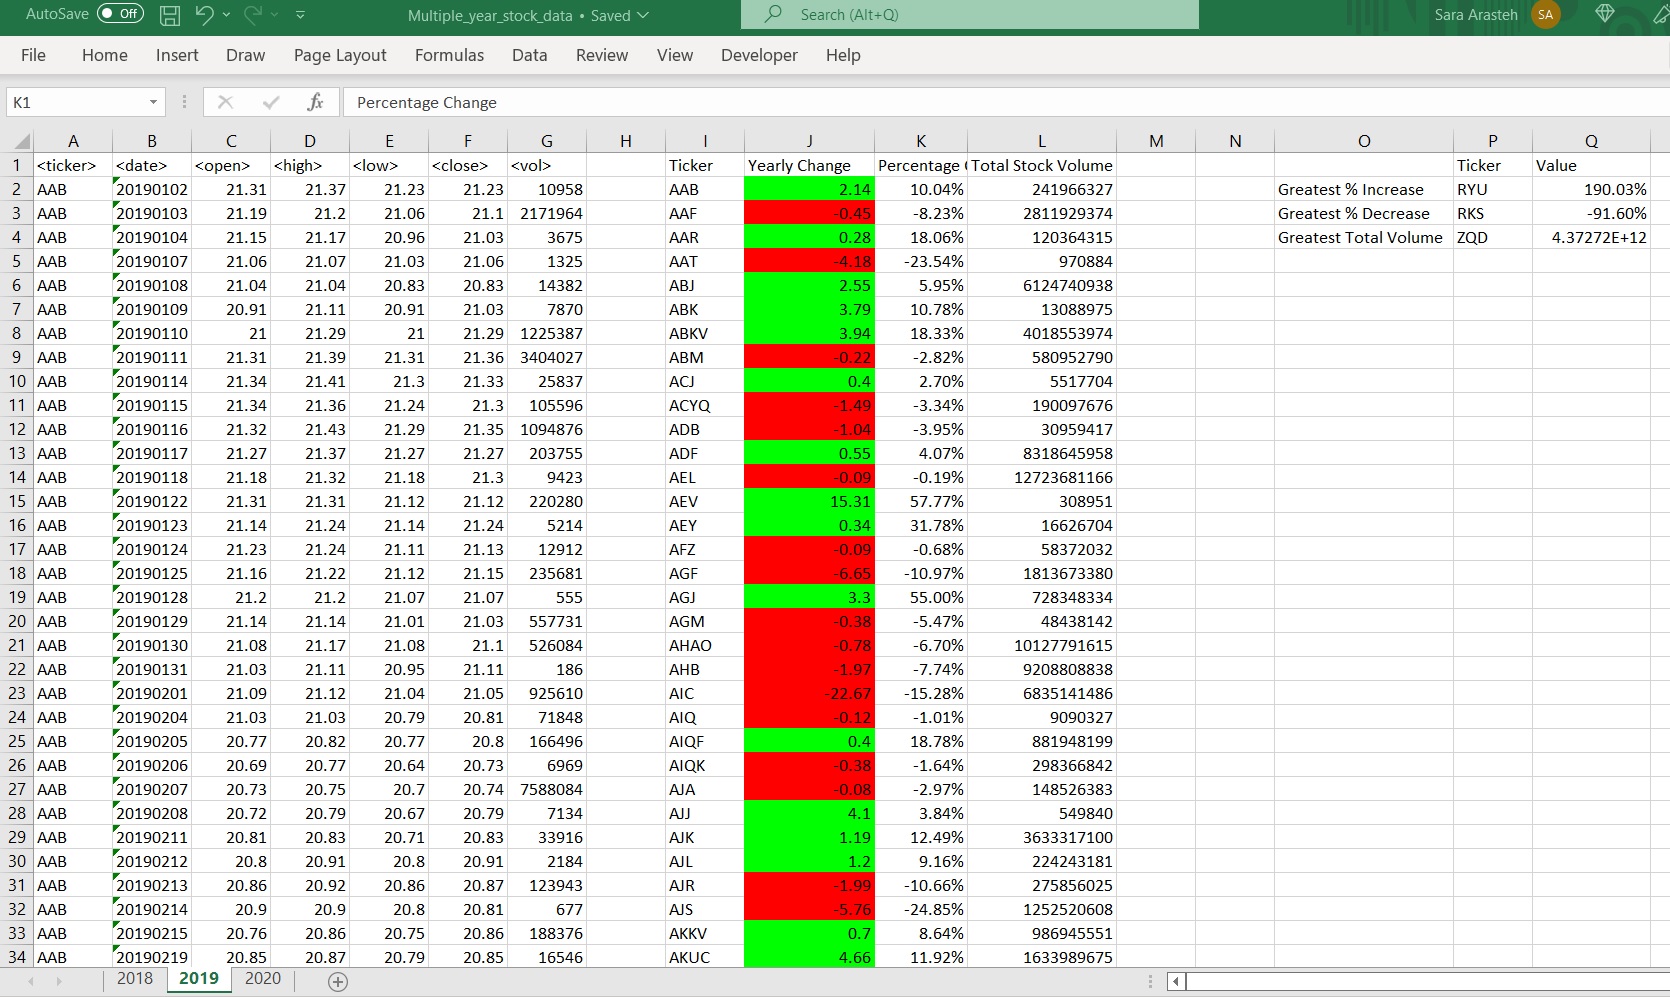 AutoSave Off Multiple_year_stock_data • Saved Search (Alt+Q) Sara Arasteh SA
File Home Insert Draw Page Layout Formulas Data Review View Developer Help
K1 fx Percentage Change
A B C D E F G H I J K L M N O P Q
1 <ticker> <date> <open> <high> <low> <close> <vol> Ticker Yearly Change Percentage Total Stock Volume Ticker Value
2 AAB 20190102 21.31 21.37 21.23 21.23 10958 AAB 2.14 10.04% 241966327 Greatest % Increase RYU 190.03%
3 AAB 20190103 21.19 21.2 21.06 21.1 2171964 AAF -0.45 -8.23% 2811929374 Greatest % Decrease RKS -91.60%
4 AAB 20190104 21.15 21.17 20.96 21.03 3675 AAR 0.28 18.06% 120364315 Greatest Total Volume ZQD 4.37272E+12
5 AAB 20190107 21.06 21.07 21.03 21.06 1325 AAT -4.18 -23.54% 970884
6 AAB 20190108 21.04 21.04 20.83 20.83 14382 ABJ 2.55 5.95% 6124740938
7 AAB 20190109 20.91 21.11 20.91 21.03 7870 ABK 3.79 10.78% 13088975
8 AAB 20190110 21 21.29 21 21.29 1225387 ABKV 3.94 18.33% 4018553974
9 AAB 20190111 21.31 21.39 21.31 21.36 3404027 ABM -0.22 -2.82% 580952790
10 AAB 20190114 21.34 21.41 21.3 21.33 25837 ACJ 0.4 2.70% 5517704
11 AAB 20190115 21.34 21.36 21.24 21.3 105596 ACYQ -1.49 -3.34% 190097676
12 AAB 20190116 21.32 21.43 21.29 21.35 1094876 ADB -1.04 -3.95% 30959417
13 AAB 20190117 21.27 21.37 21.27 21.27 203755 ADF 0.55 4.07% 8318645958
14 AAB 20190118 21.18 21.32 21.18 21.3 9423 AEL -0.09 -0.19% 12723681166
15 AAB 20190122 21.31 21.31 21.12 21.12 220280 AEV 15.31 57.77% 308951
16 AAB 20190123 21.14 21.24 21.14 21.24 5214 AEY 0.34 31.78% 16626704
17 AAB 20190124 21.23 21.24 21.11 21.13 12912 AFZ -0.09 -0.68% 58372032
18 AAB 20190125 21.16 21.22 21.12 21.15 235681 AGF -6.65 -10.97% 1813673380
19 AAB 20190128 21.2 21.2 21.07 21.07 555 AGJ 3.3 55.00% 728348334
20 AAB 20190129 21.14 21.14 21.01 21.03 557731 AGM -0.38 -5.47% 48438142
21 AAB 20190130 21.08 21.17 21.08 21.1 526084 AHAO -0.78 -6.70% 10127791615
22 AAB 20190131 21.03 21.11 20.95 21.11 186 AHB -1.97 -7.74% 9208808838
23 AAB 20190201 21.09 21.12 21.04 21.05 925610 AIC -22.67 -15.28% 6835141486
24 AAB 20190204 21.03 21.03 20.79 20.81 71848 AIQ -0.12 -1.01% 9090327
25 AAB 20190205 20.77 20.82 20.77 20.8 166496 AIQF 0.4 18.78% 881948199
26 AAB 20190206 20.69 20.77 20.64 20.73 6969 AIQK -0.38 -1.64% 298366842
27 AAB 20190207 20.73 20.75 20.7 20.74 7588084 AJA -0.08 -2.97% 148526383
28 AAB 20190208 20.72 20.79 20.67 20.79 7134 AJJ 4.1 3.84% 549840
29 AAB 20190211 20.81 20.83 20.71 20.83 33916 AJK 1.19 12.49% 3633317100
30 AAB 20190212 20.8 20.91 20.8 20.91 2184 AJL 1.2 9.16% 224243181
31 AAB 20190213 20.86 20.92 20.86 20.87 123943 AJR -1.99 -10.66% 275856025
32 AAB 20190214 20.9 20.9 20.8 20.81 677 AJS -5.76 -24.85% 1252520608
33 AAB 20190215 20.76 20.86 20.75 20.86 188376 AKKV 0.7 8.64% 986945551
34 AAB 20190219 20.85 20.87 20.79 20.85 16546 AKUC 4.66 11.92% 1633989675
2018 2019 2020